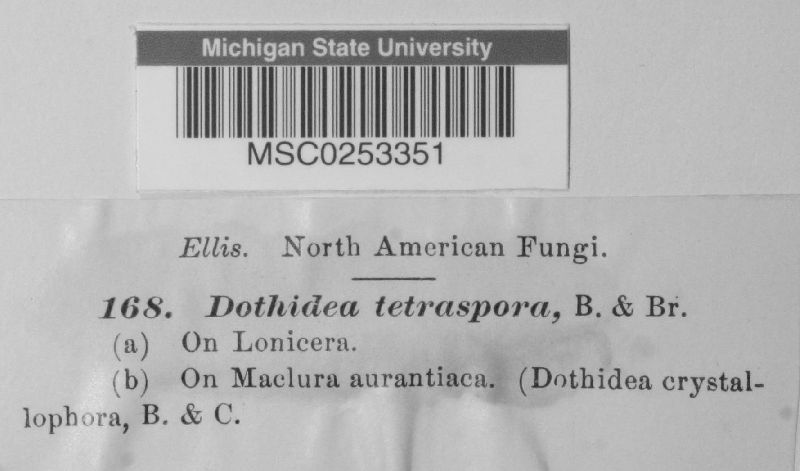 Michigan State University
MSC0253351
Ellis. North American Fungi.
168. Dothidea tetraspora, B. & Br.
(a) On Lonicera.
(b) On Maclura aurantiaca. (Dothidea crystal-
lophora, B. & C.